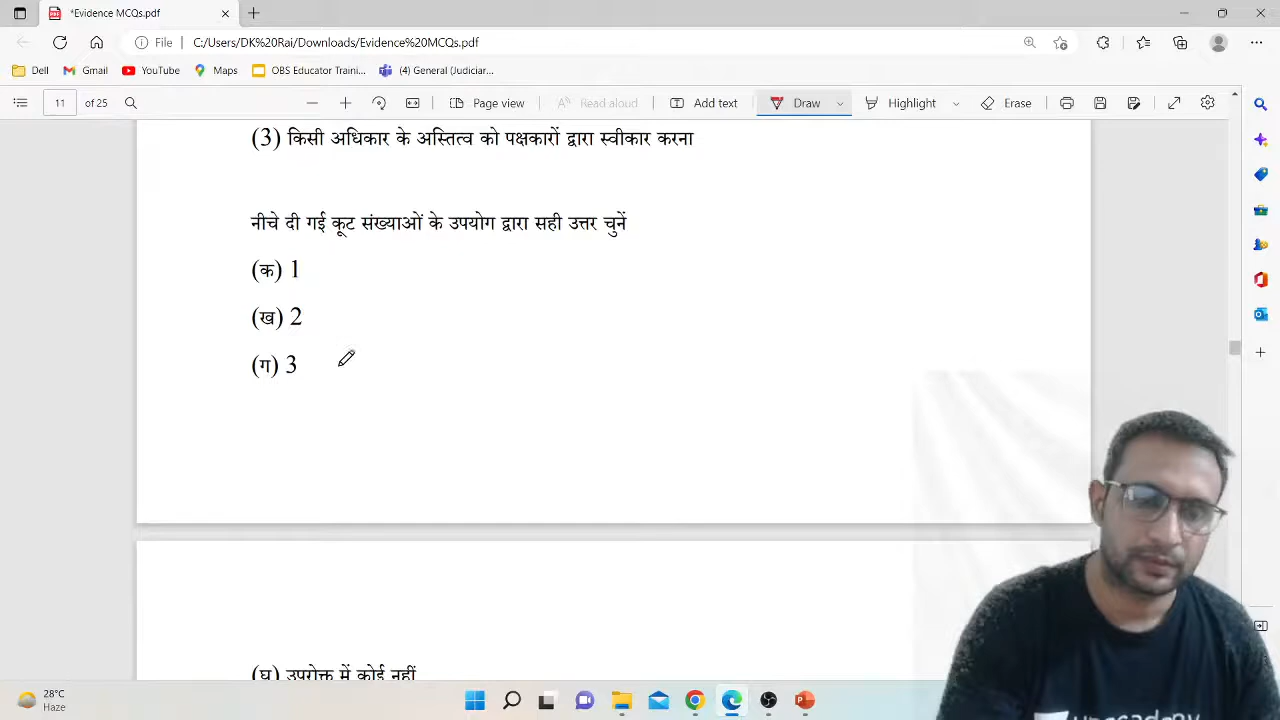 *Evidence MCQs.pdf
File
C:/Users/DK%20Rai/Downloads/Evidence%20MCQs.pdf
Dell
Gmail
YouTube
Maps
OBS Educator Traini...
(4) General (Judiciar...
11
of 25
Page view
Read aloud
Add text
Draw
Highlight
Erase
(3) किसी अधिकार के अस्तित्व को पक्षकारों द्वारा स्वीकार करना
नीचे दी गई कूट संख्याओं के उपयोग द्वारा सही उत्तर चुनें
(क) 1
(ख) 2
(ग) 3
(घ) उपरोक्त में कोई नहीं
28°C
Haze